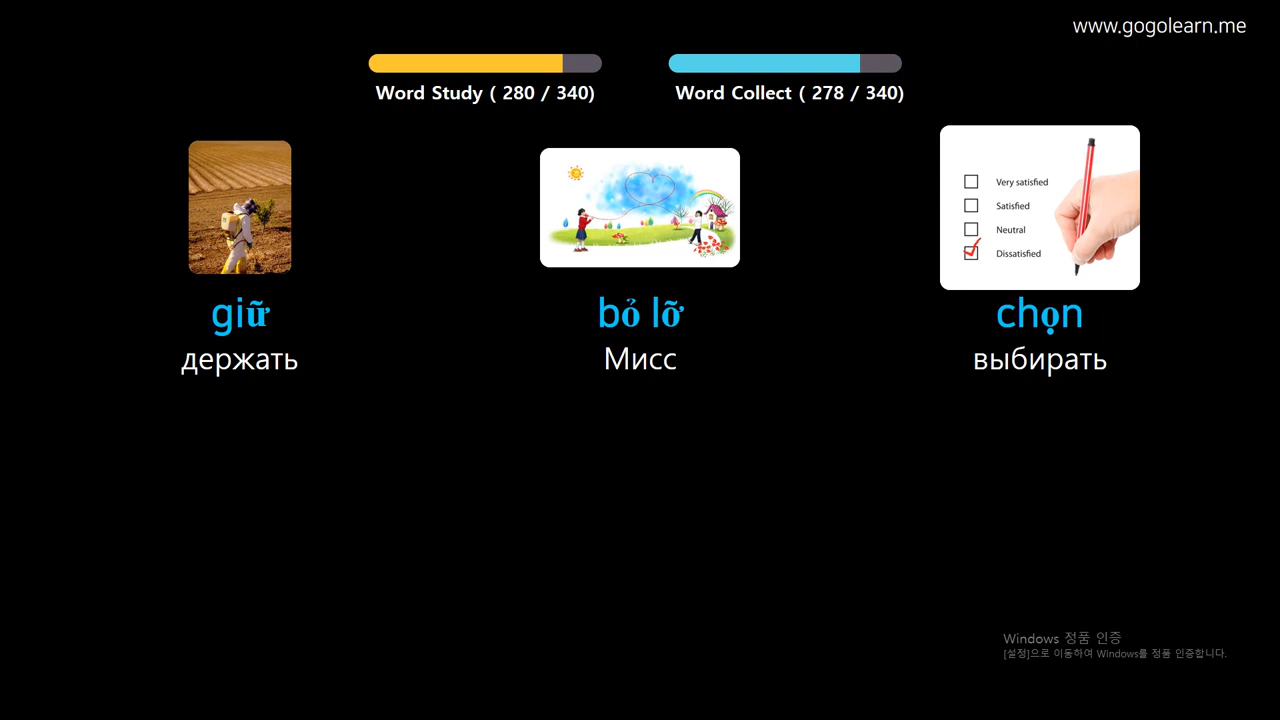 www.gogolearn.me
Word Study ( 280 / 340)
Word Collect ( 278 / 340)
Very satisfied
Satisfied
Neutral
Dissatisfied
giữ
bỏ lỡ
chọn
держать
Мисс
выбирать
Windows 정품 인증
[설정]으로 이동하여 Windows를 정품 인증합니다.